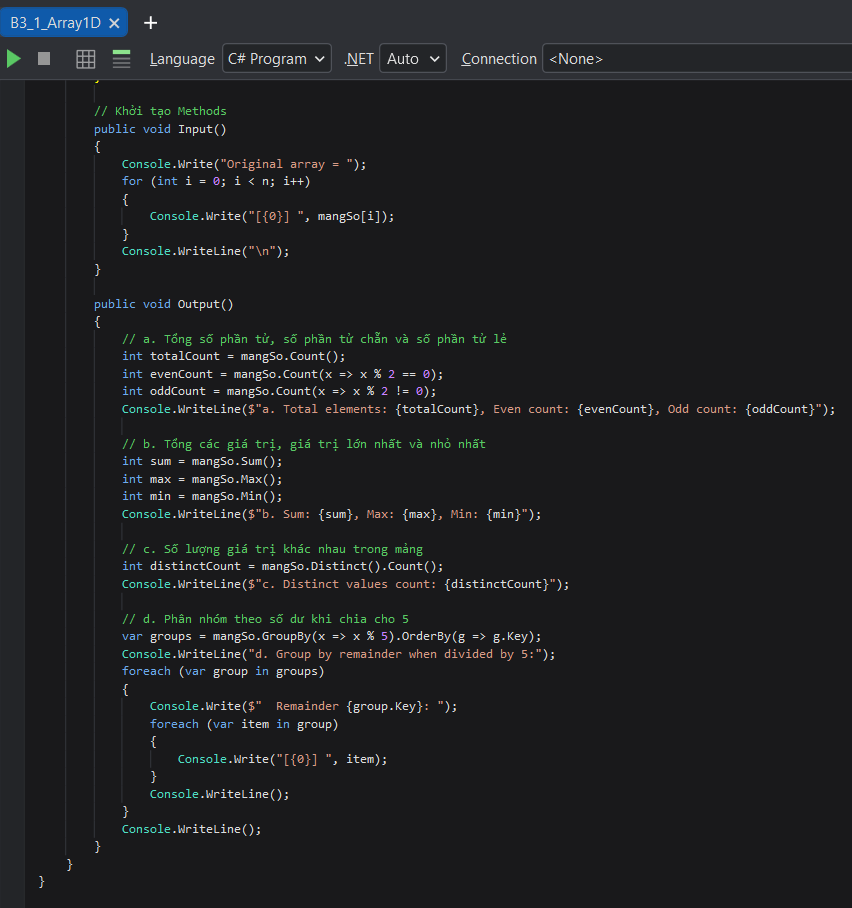 B3_1_Array1D × +
Language C# Program .NET Auto Connection <None>
}
// Khởi tạo Methods
public void Input()
{
Console.Write("Original array = ");
for (int i = 0; i < n; i++)
{
Console.Write("[{0}] ", mangSo[i]);
}
Console.WriteLine("\n");
}
public void Output()
{
// a. Tổng số phần tử, số phần tử chẵn và số phần tử lẻ
int totalCount = mangSo.Count();
int evenCount = mangSo.Count(x => x % 2 == 0);
int oddCount = mangSo.Count(x => x % 2 != 0);
Console.WriteLine($"a. Total elements: {totalCount}, Even count: {evenCount}, Odd count: {oddCount}");
// b. Tổng các giá trị, giá trị lớn nhất và nhỏ nhất
int sum = mangSo.Sum();
int max = mangSo.Max();
int min = mangSo.Min();
Console.WriteLine($"b. Sum: {sum}, Max: {max}, Min: {min}");
// c. Số lượng giá trị khác nhau trong mảng
int distinctCount = mangSo.Distinct().Count();
Console.WriteLine($"c. Distinct values count: {distinctCount}");
// d. Phân nhóm theo số dư khi chia cho 5
var groups = mangSo.GroupBy(x => x % 5).OrderBy(g => g.Key);
Console.WriteLine("d. Group by remainder when divided by 5:");
foreach (var group in groups)
{
Console.Write($"  Remainder {group.Key}: ");
foreach (var item in group)
{
Console.Write("[{0}] ", item);
}
Console.WriteLine();
}
Console.WriteLine();
}
}
}